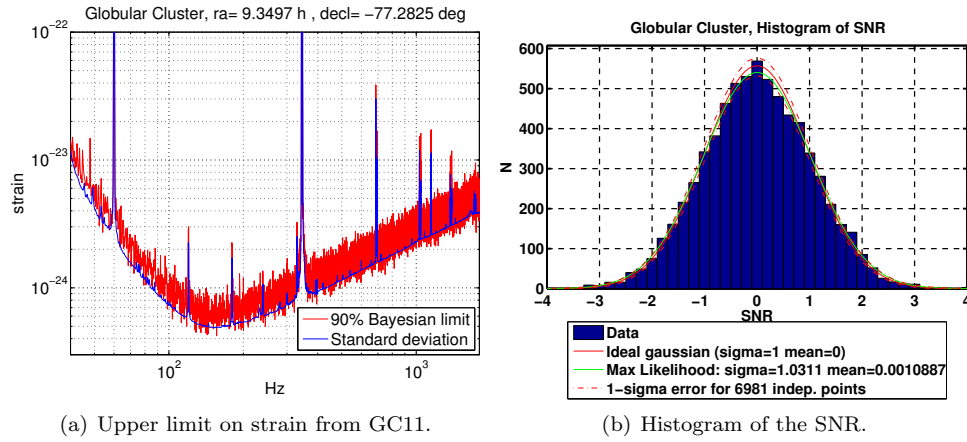 Globular Cluster, ra= 9.3497 h , decl= −77.2825 deg
10^−22
10^−23
10^−24
strain
10^2
10^3
Hz
90% Bayesian limit
Standard deviation
(a) Upper limit on strain from GC11.
Globular Cluster, Histogram of SNR
600
500
400
300
200
100
0
N
−4 −3 −2 −1 0 1 2 3 4
SNR
Data
Ideal gaussian (sigma=1 mean=0)
Max Likelihood: sigma=1.0311 mean=0.0010887
1−sigma error for 6981 indep. points
(b) Histogram of the SNR.